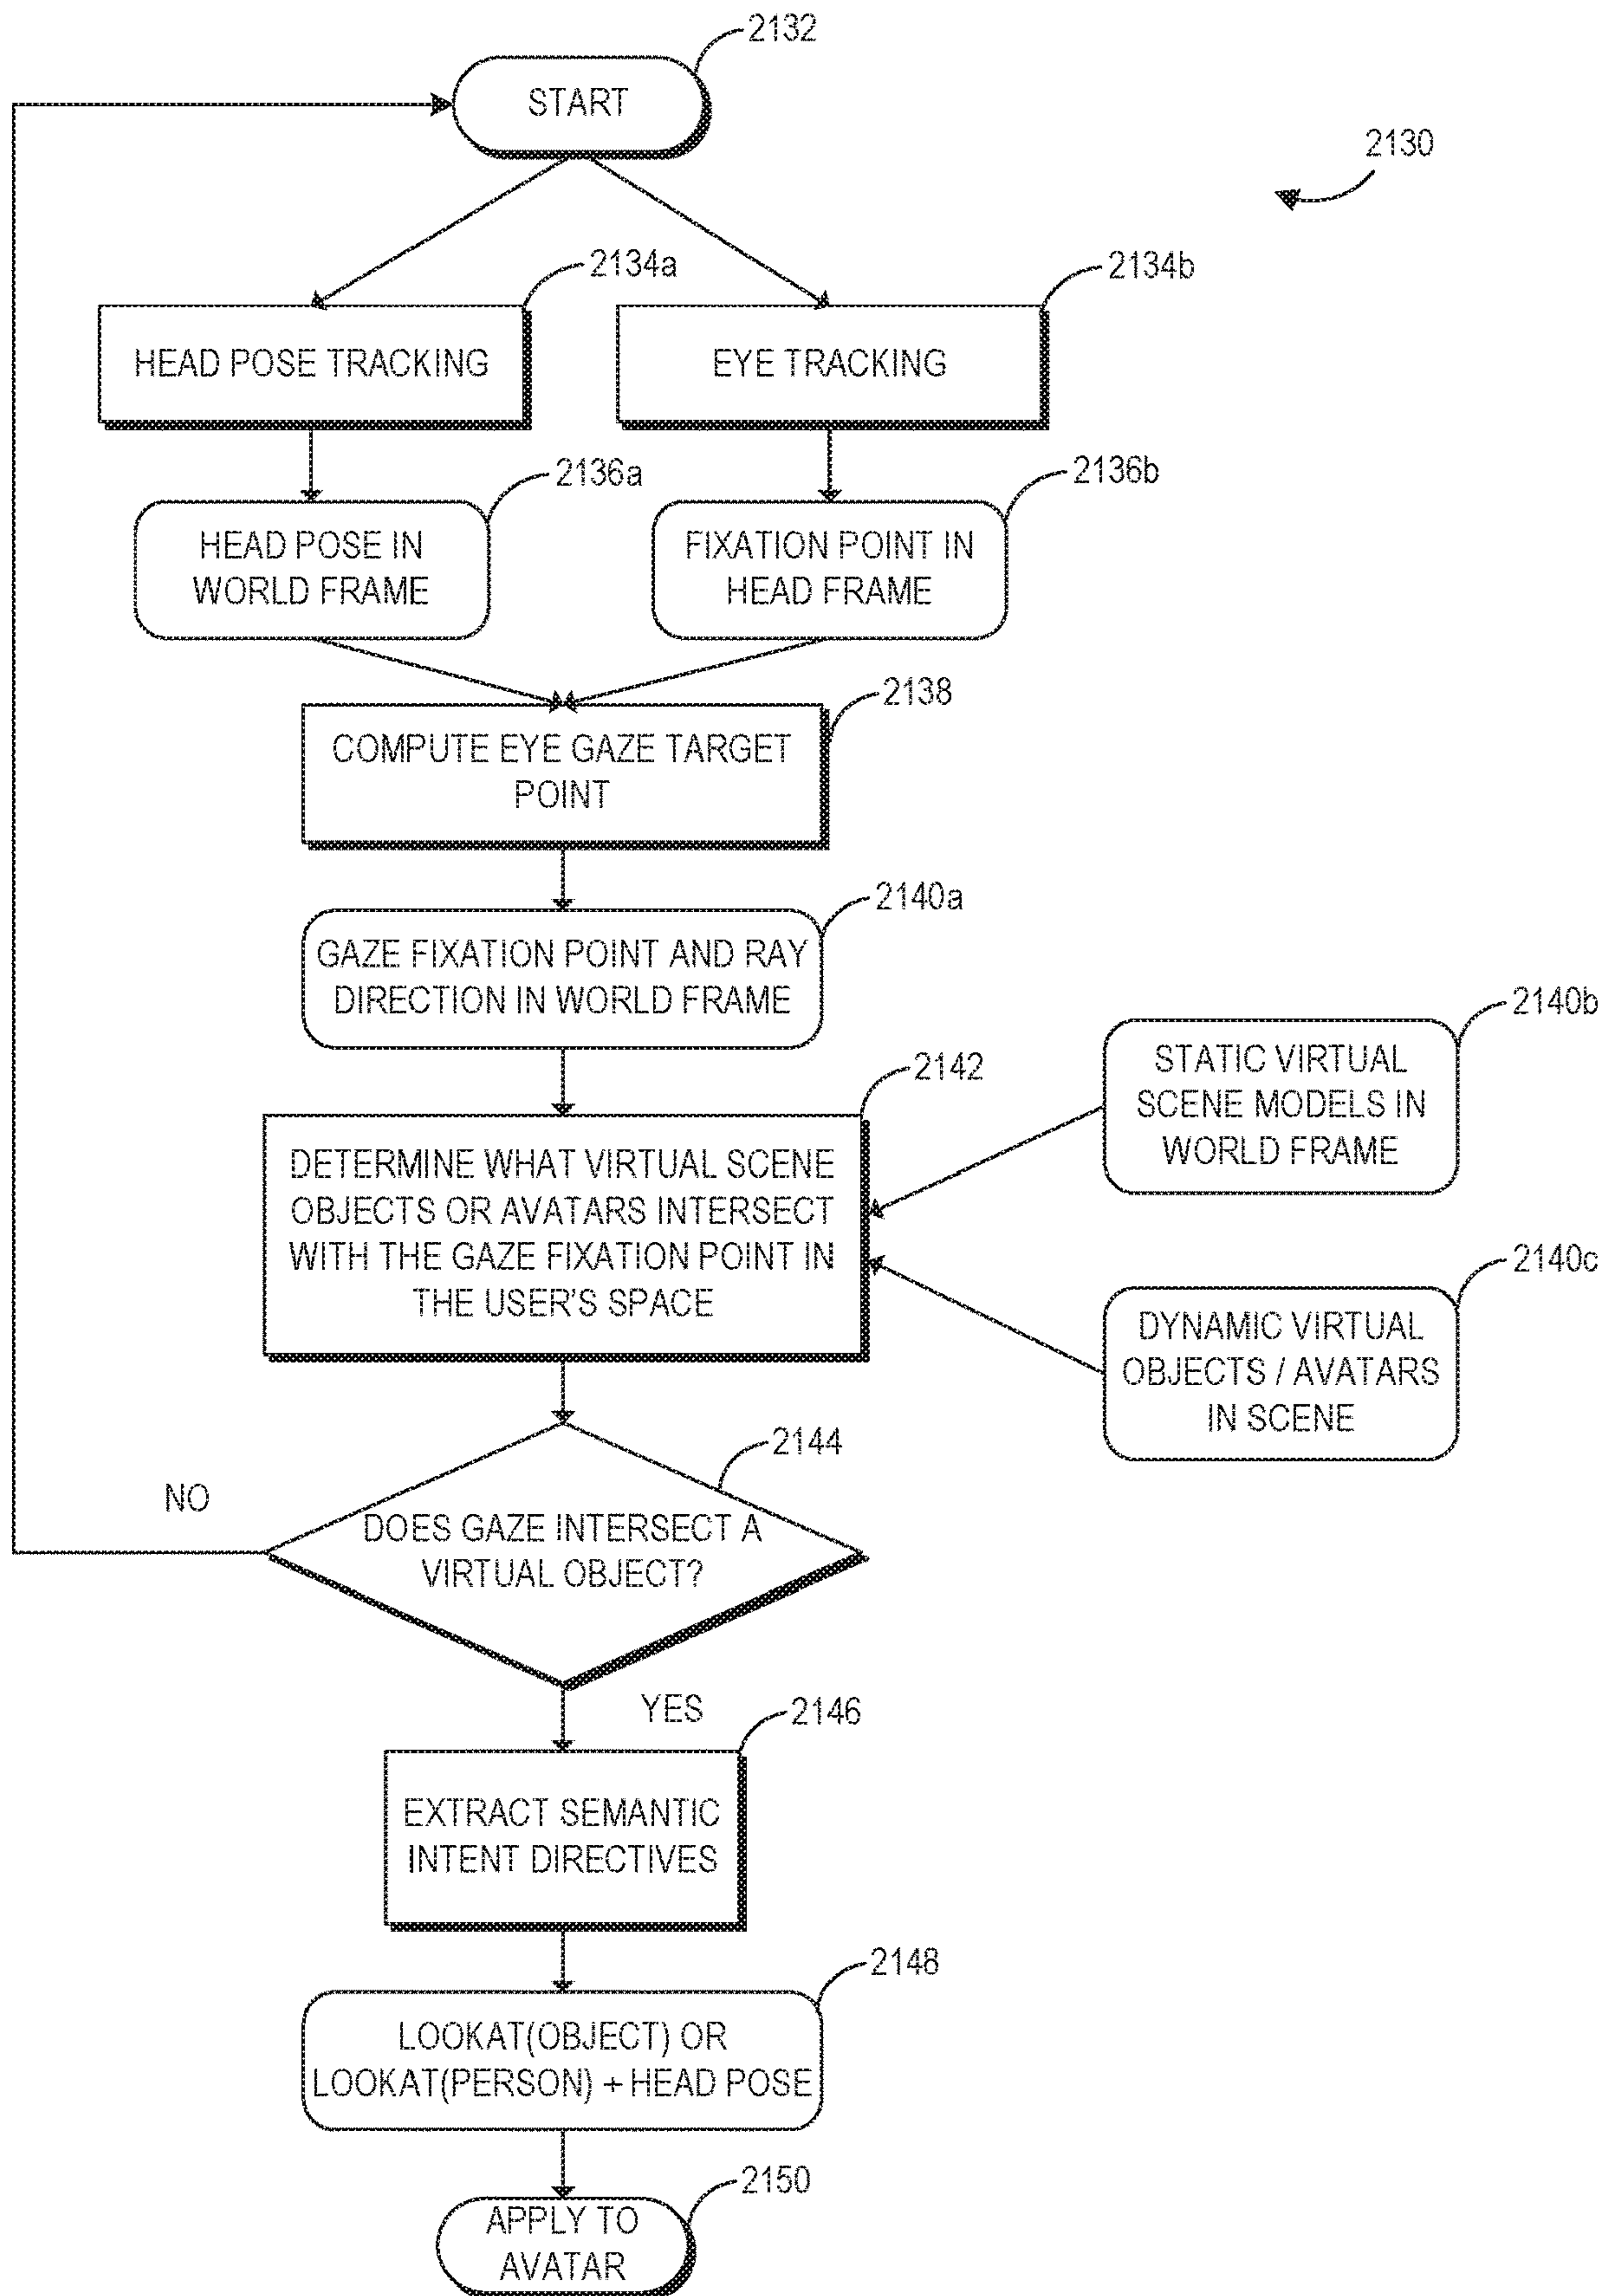 2132
START
2130
2134a
2134b
HEAD POSE TRACKING
EYE TRACKING
2136a
2136b
HEAD POSE IN
WORLD FRAME
FIXATION POINT IN
HEAD FRAME
2138
COMPUTE EYE GAZE TARGET
POINT
2140a
GAZE FIXATION POINT AND RAY
DIRECTION IN WORLD FRAME
2140b
STATIC VIRTUAL
SCENE MODELS IN
WORLD FRAME
2142
DETERMINE WHAT VIRTUAL SCENE
OBJECTS OR AVATARS INTERSECT
WITH THE GAZE FIXATION POINT IN
THE USER'S SPACE
2140c
DYNAMIC VIRTUAL
OBJECTS / AVATARS
IN SCENE
2144
NO
DOES GAZE INTERSECT A
VIRTUAL OBJECT?
YES
2146
EXTRACT SEMANTIC
INTENT DIRECTIVES
2148
LOOKAT(OBJECT) OR
LOOKAT(PERSON) + HEAD POSE
2150
APPLY TO
AVATAR